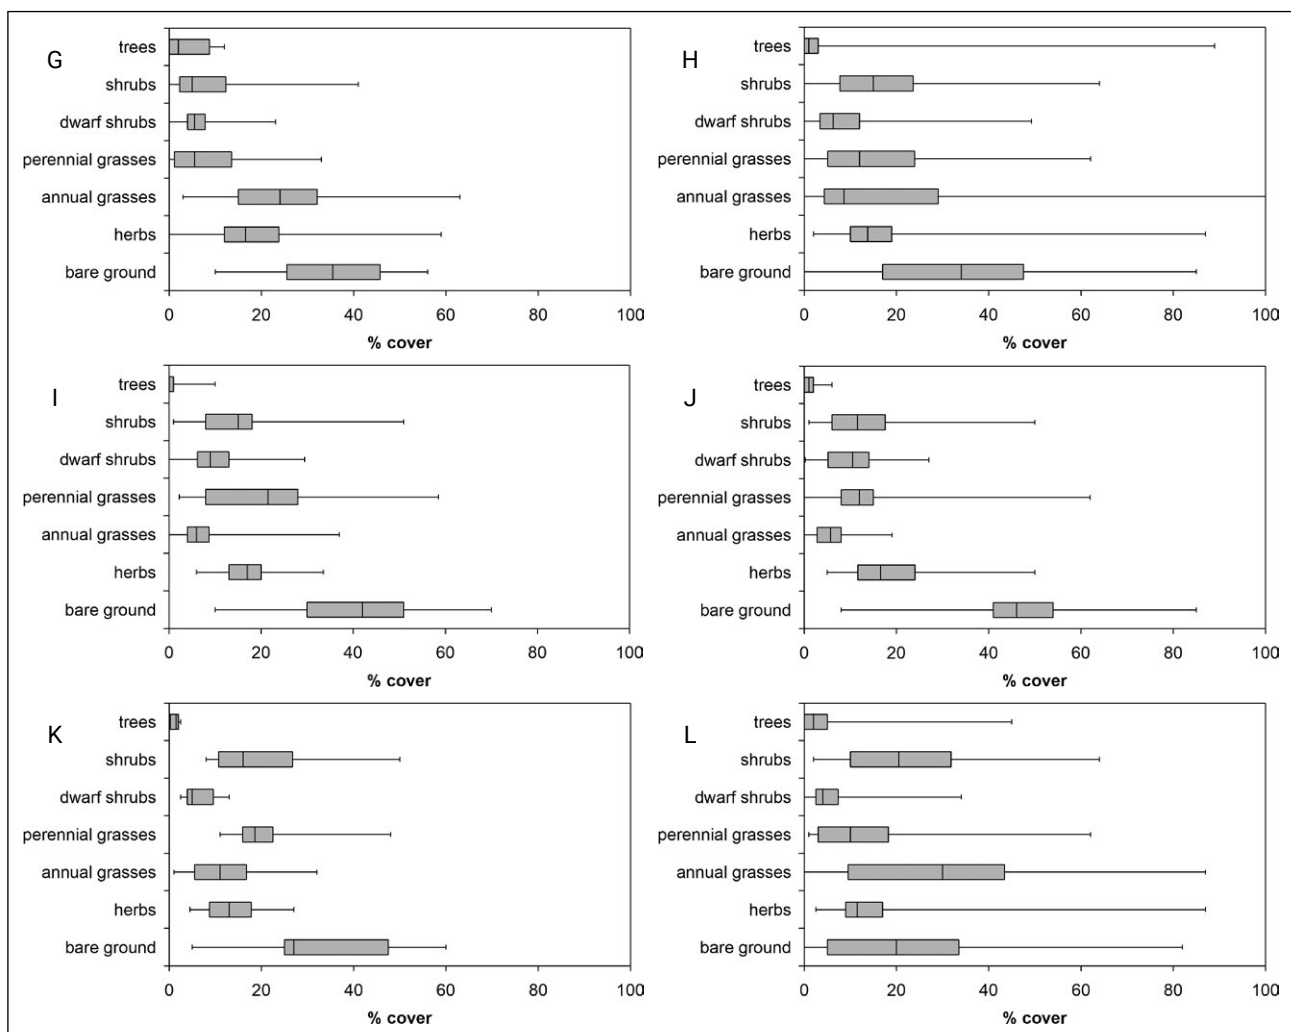 G
trees
shrubs
dwarf shrubs
perennial grasses
annual grasses
herbs
bare ground
0 20 40 60 80 100
% cover
H
trees
shrubs
dwarf shrubs
perennial grasses
annual grasses
herbs
bare ground
0 20 40 60 80 100
% cover
I
trees
shrubs
dwarf shrubs
perennial grasses
annual grasses
herbs
bare ground
0 20 40 60 80 100
% cover
J
trees
shrubs
dwarf shrubs
perennial grasses
annual grasses
herbs
bare ground
0 20 40 60 80 100
% cover
K
trees
shrubs
dwarf shrubs
perennial grasses
annual grasses
herbs
bare ground
0 20 40 60 80 100
% cover
L
trees
shrubs
dwarf shrubs
perennial grasses
annual grasses
herbs
bare ground
0 20 40 60 80 100
% cover